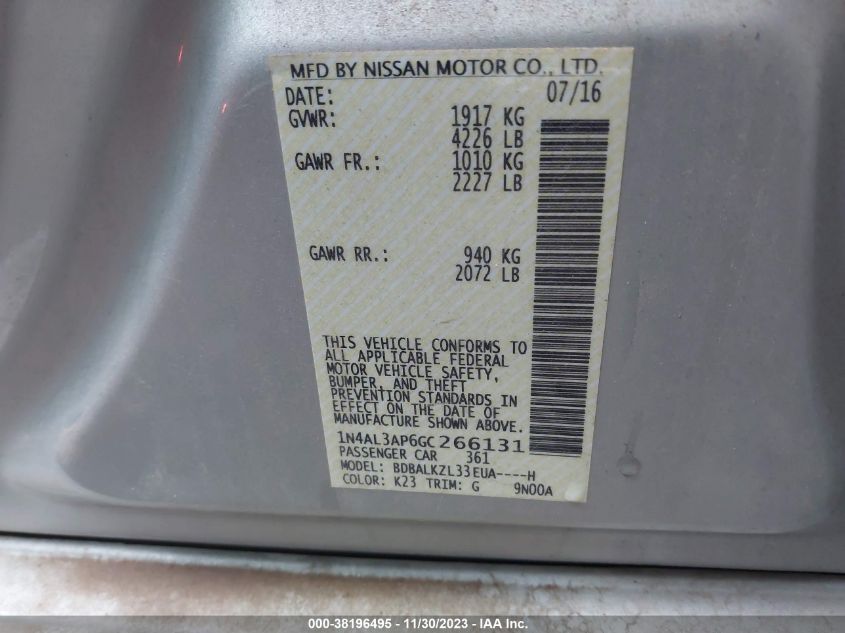 MFD BY NISSAN MOTOR CO., LTD.
DATE: 07/16
GVWR: 1917 KG
4226 LB
GAWR FR.: 1010 KG
2227 LB
GAWR RR.: 940 KG
2072 LB
THIS VEHICLE CONFORMS TO
ALL APPLICABLE FEDERAL
MOTOR VEHICLE SAFETY,
BUMPER, AND THEFT
PREVENTION STANDARDS IN
EFFECT ON THE DATE OF
MANUFACTURE SHOWN ABOVE.
1N4AL3AP6GC266131
PASSENGER CAR 361
MODEL: BDBALKZL33EUA----H
COLOR: K23 TRIM: G 9N00A
000-38196495 - 11/30/2023 - IAAI.com